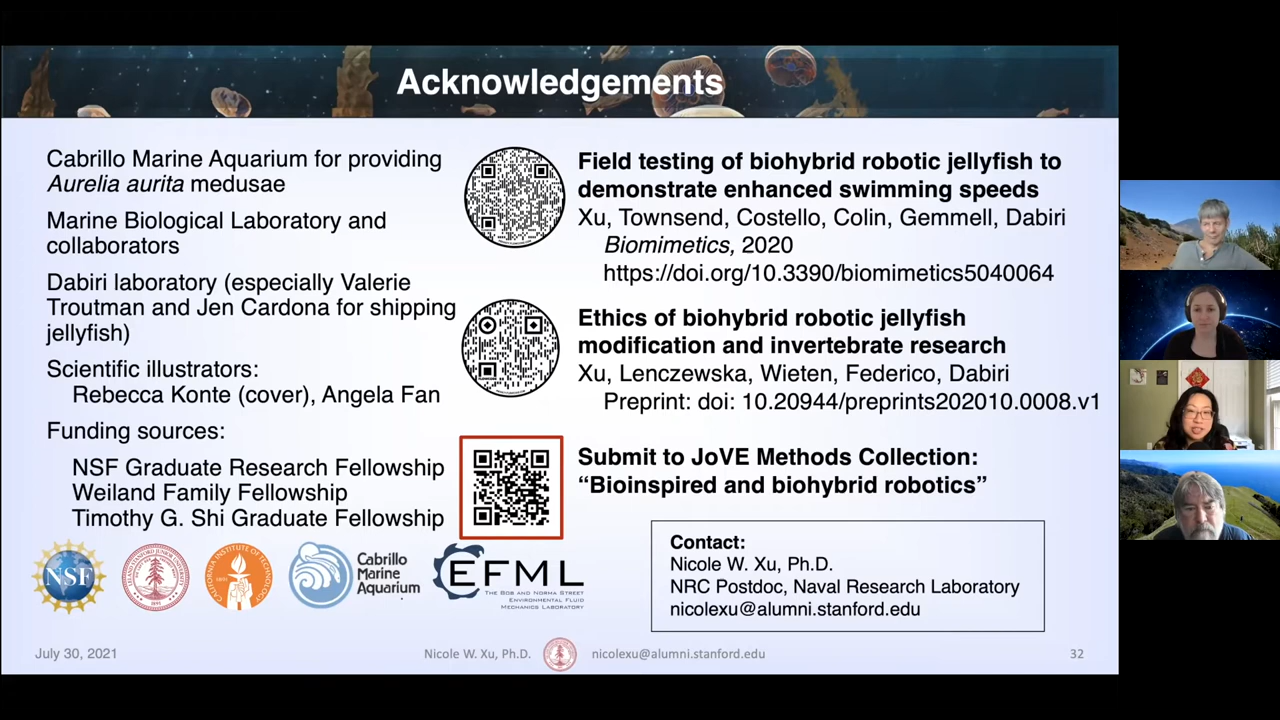 Acknowledgements
Cabrillo Marine Aquarium for providing
Aurelia aurita medusae
Marine Biological Laboratory and
collaborators
Dabiri laboratory (especially Valerie
Troutman and Jen Cardona for shipping
jellyfish)
Scientific illustrators:
Rebecca Konte (cover), Angela Fan
Funding sources:
NSF Graduate Research Fellowship
Weiland Family Fellowship
Timothy G. Shi Graduate Fellowship
Field testing of biohybrid robotic jellyfish to
demonstrate enhanced swimming speeds
Xu, Townsend, Costello, Colin, Gemmell, Dabiri
Biomimetics, 2020
https://doi.org/10.3390/biomimetics5040064
Ethics of biohybrid robotic jellyfish
modification and invertebrate research
Xu, Lenczewska, Wieten, Federico, Dabiri
Preprint: doi: 10.20944/preprints202010.0008.v1
Submit to JoVE Methods Collection:
“Bioinspired and biohybrid robotics”
Contact:
Nicole W. Xu, Ph.D.
NRC Postdoc, Naval Research Laboratory
nicolexu@alumni.stanford.edu
NSF
CALIFORNIA INSTITUTE OF TECHNOLOGY
1891
Cabrillo
Marine
Aquarium
EFML
The Bob and Norma Street
Environmental Fluid
Mechanics Laboratory
July 30, 2021
Nicole W. Xu, Ph.D.
nicolexu@alumni.stanford.edu
32